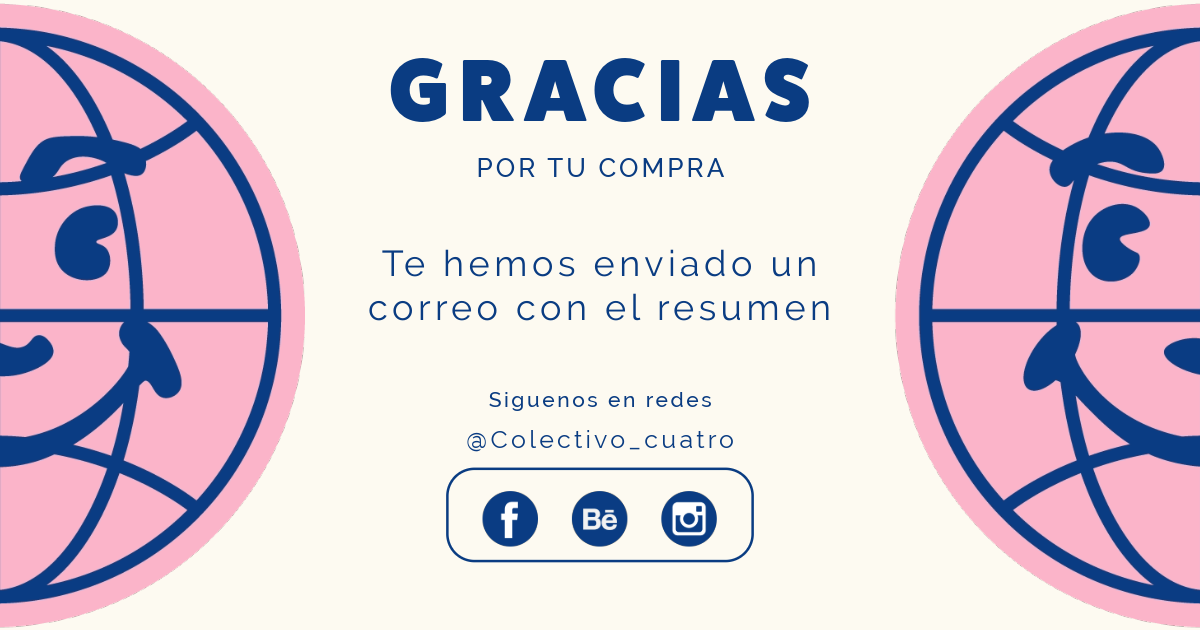 GRACIAS
POR TU COMPRA
Te hemos enviado un
correo con el resumen
Siguenos en redes
@Colectivo_cuatro
f Bē